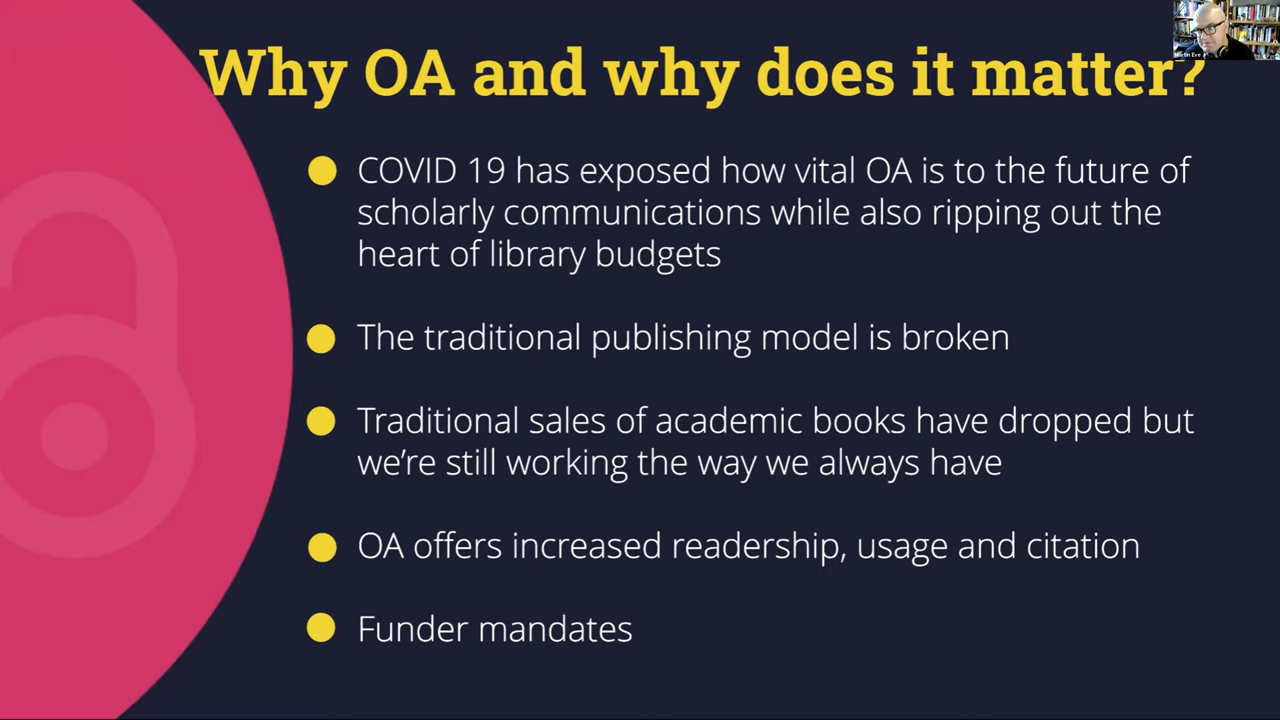 Why OA and why does it matter?
Martin Eve
COVID 19 has exposed how vital OA is to the future of
scholarly communications while also ripping out the
heart of library budgets
The traditional publishing model is broken
Traditional sales of academic books have dropped but
we’re still working the way we always have
OA offers increased readership, usage and citation
Funder mandates